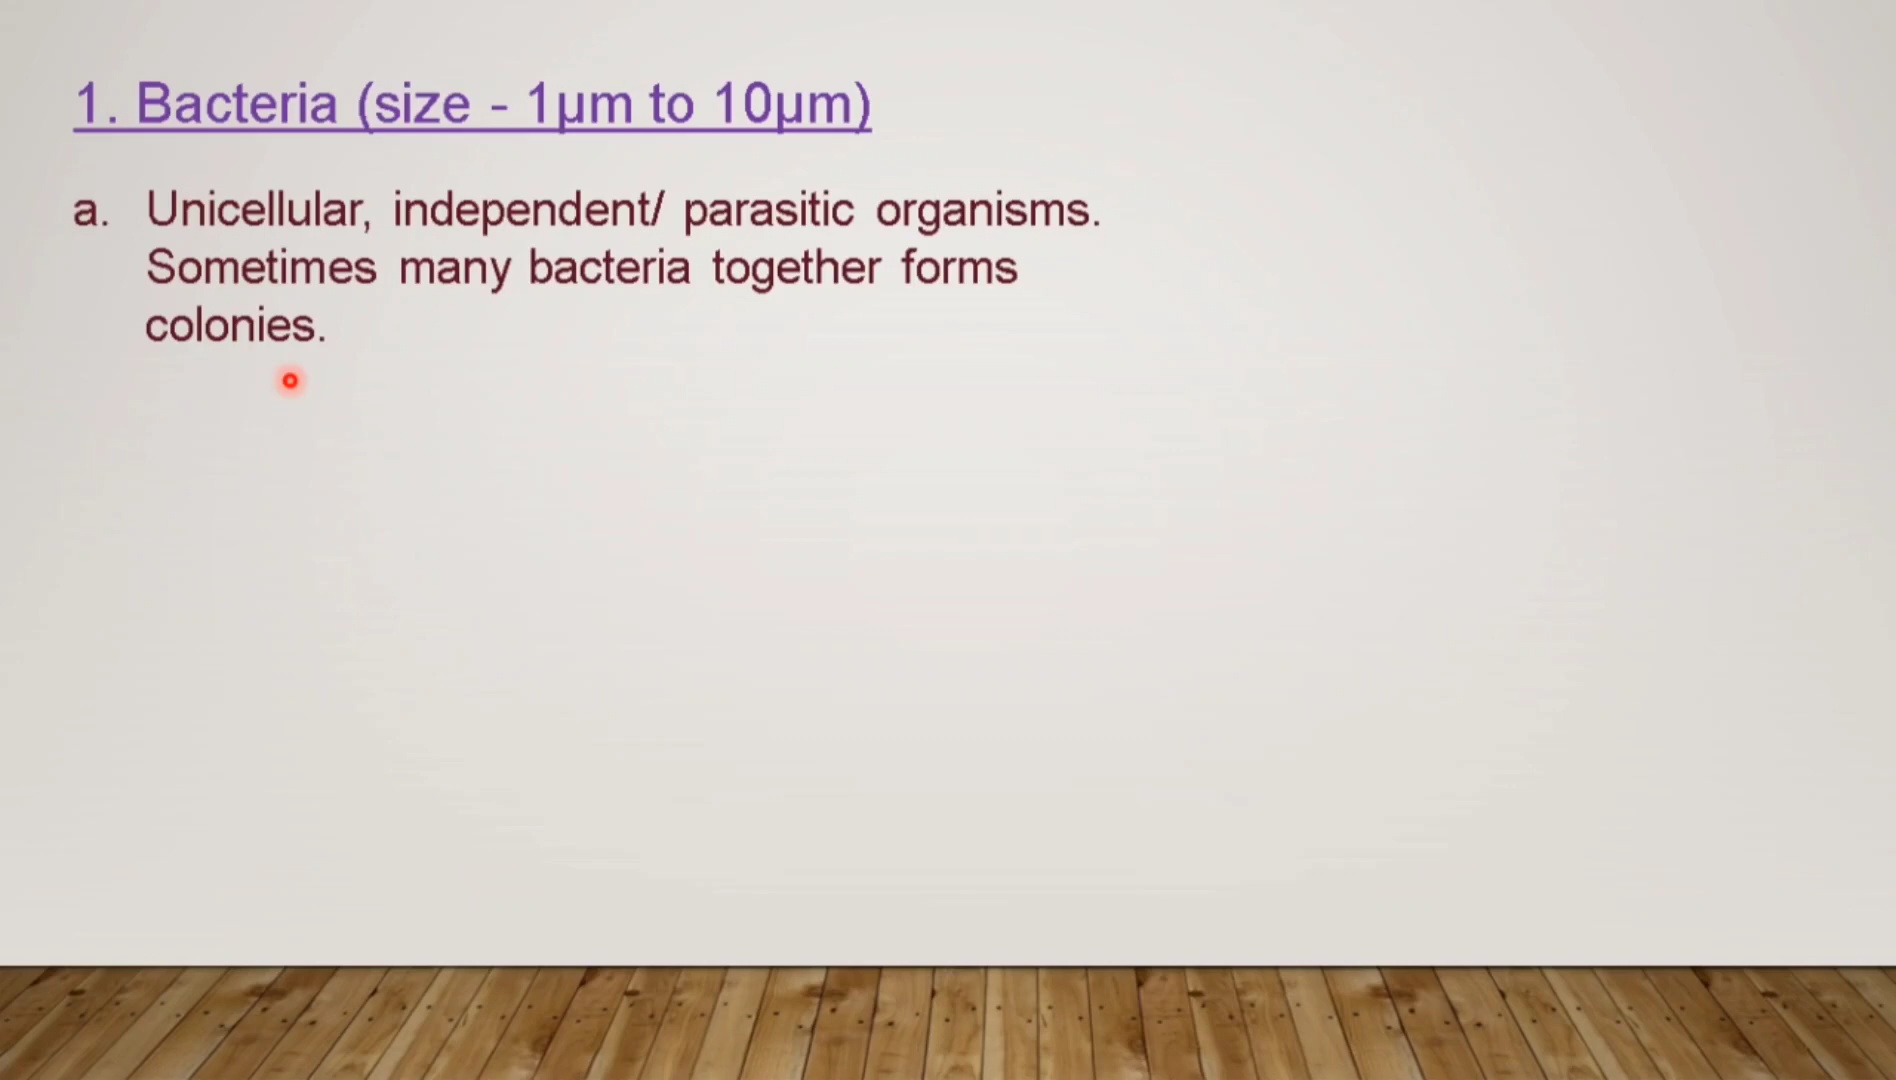 1. Bacteria (size - 1µm to 10µm)
a. Unicellular, independent/ parasitic organisms.
Sometimes many bacteria together forms
colonies.